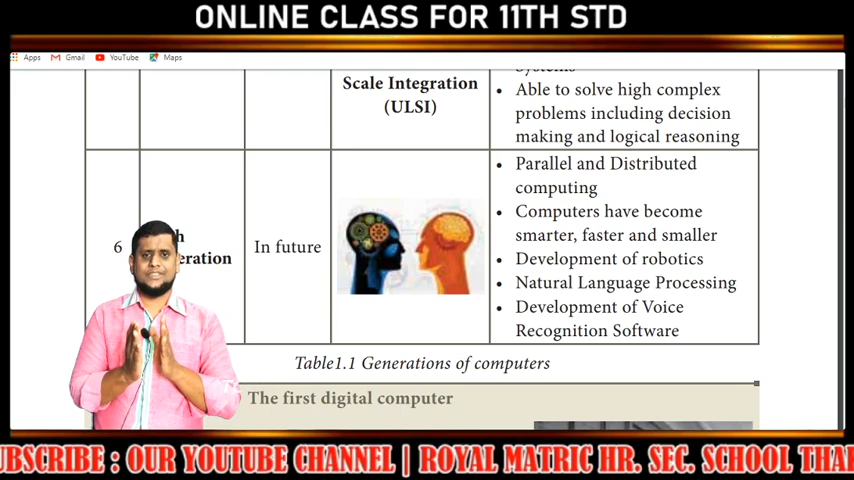 ONLINE CLASS FOR 11TH STD
Apps Gmail YouTube Maps
Systems
Scale Integration
(ULSI)
• Able to solve high complex
problems including decision
making and logical reasoning
6
In future
• Parallel and Distributed
computing
• Computers have become
smarter, faster and smaller
• Development of robotics
• Natural Language Processing
• Development of Voice
Recognition Software
Table1.1 Generations of computers
The first digital computer
UBSCRIBE : OUR YOUTUBE CHANNEL | ROYAL MATRIC HR. SEC. SCHOOL THA